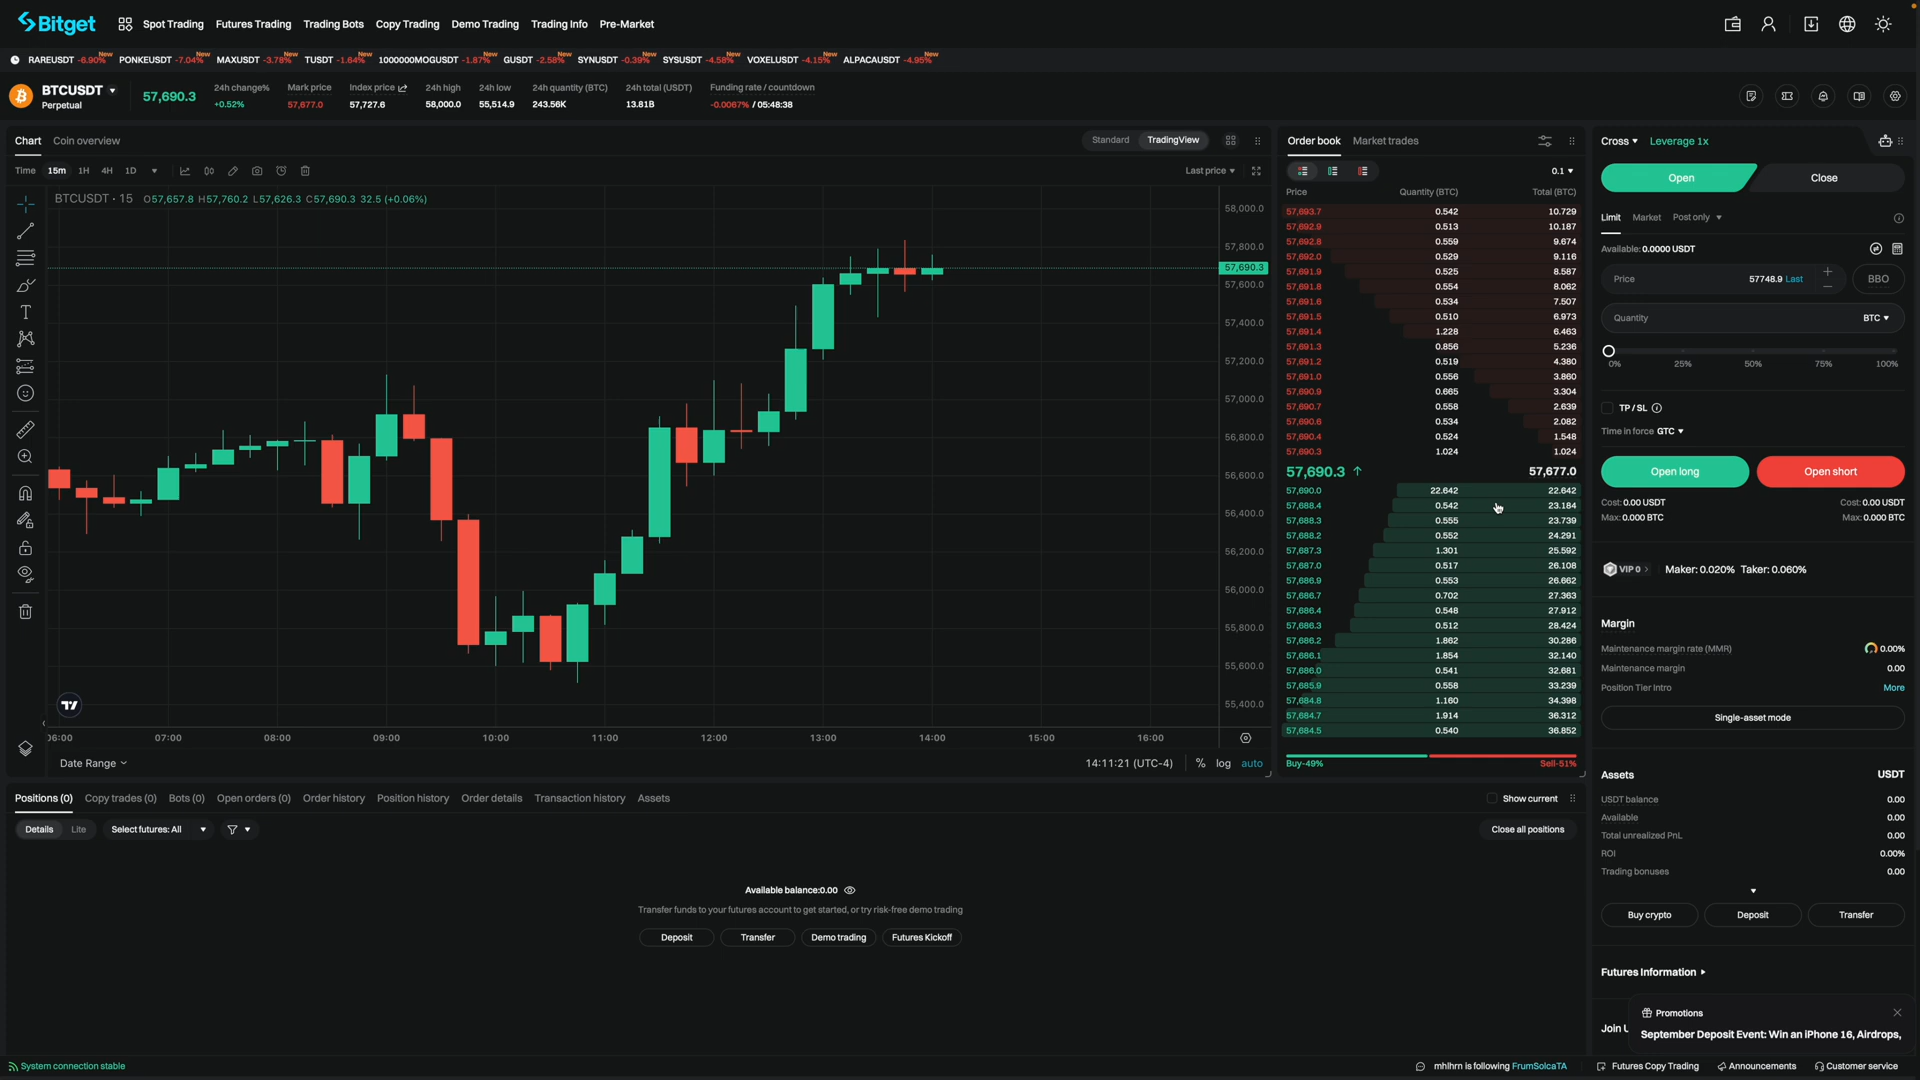 Bitget Spot Trading Futures Trading Trading Bots Copy Trading Demo Trading Trading Info Pre-Market
RAREUSDT -6.90% New PONKEUSDT -7.04% New MAXUSDT -3.78% New TUSDT -1.64% New 1000000MOGUSDT -1.87% New GUSDT -2.58% New SYNUSDT -0.39% New SYSUSDT -4.58% New VOXELUSDT -4.15% New ALPACAUSDT -4.95% New
BTCUSDT 57,690.3 24h change% Mark price Index price 24h high 24h low 24h quantity (BTC) 24h total (USDT) Funding rate / countdown
Perpetual +0.52% 57,677.0 57,727.6 58,000.0 55,514.9 243.56K 13.81B -0.0067% / 05:48:38
Chart Coin overview Standard TradingView
Time 15m 1H 4H 1D Last price
BTCUSDT · 15 O57,657.8 H57,760.2 L57,626.3 C57,690.3 32.5 (+0.06%)
58,000.0
57,800.0
57,690.3
57,600.0
57,400.0
57,200.0
57,000.0
56,800.0
56,600.0
56,400.0
56,200.0
56,000.0
55,800.0
55,600.0
55,400.0
06:00 07:00 08:00 09:00 10:00 11:00 12:00 13:00 14:00 15:00 16:00
Date Range 14:11:21 (UTC-4) % log auto
Order book Market trades
0.1
Price Quantity (BTC) Total (BTC)
57,693.7 0.542 10.729
57,692.9 0.513 10.187
57,692.8 0.559 9.674
57,692.0 0.529 9.116
57,691.9 0.525 8.587
57,691.8 0.554 8.062
57,691.6 0.534 7.507
57,691.5 0.510 6.973
57,691.4 1.228 6.463
57,691.3 0.856 5.236
57,691.2 0.519 4.380
57,691.0 0.556 3.860
57,690.9 0.665 3.304
57,690.7 0.558 2.639
57,690.6 0.534 2.082
57,690.4 0.524 1.548
57,690.3 1.024 1.024
57,690.3 ↑ 57,677.0
57,690.0 22.642 22.642
57,688.4 0.542 23.184
57,688.3 0.555 23.739
57,688.2 0.552 24.291
57,687.3 1.301 25.592
57,687.0 0.517 26.108
57,686.9 0.553 26.662
57,686.7 0.702 27.363
57,686.4 0.548 27.912
57,686.3 0.512 28.424
57,686.2 1.862 30.286
57,686.1 1.854 32.140
57,686.0 0.541 32.681
57,685.9 0.558 33.239
57,684.8 1.160 34.398
57,684.7 1.914 36.312
57,684.5 0.540 36.852
Buy-49% Sell-51%
Cross Leverage 1x
Open Close
Limit Market Post only
Available: 0.0000 USDT
Price 57748.9 Last BBO
Quantity BTC
0% 25% 50% 75% 100%
TP / SL
Time in force GTC
Open long Open short
Cost: 0.00 USDT Cost: 0.00 USDT
Max: 0.000 BTC Max: 0.000 BTC
VIP 0 > Maker: 0.020% Taker: 0.060%
Margin
Maintenance margin rate (MMR) 0.00%
Maintenance margin 0.00
Position Tier Intro More
Single-asset mode
Assets USDT
USDT balance 0.00
Available 0.00
Total unrealized PnL 0.00
ROI 0.00%
Trading bonuses 0.00
Buy crypto Deposit Transfer
Futures Information
Promotions
Join U
September Deposit Event: Win an iPhone 16, Airdrops,
Positions (0) Copy trades (0) Bots (0) Open orders (0) Order history Position history Order details Transaction history Assets Show current
Details Lite Select futures: All Close all positions
Available balance:0.00
Transfer funds to your futures account to get started, or try risk-free demo trading
Deposit Transfer Demo trading Futures Kickoff
System connection stable mhlhrn is following FrumSolcaTA Futures Copy Trading Announcements Customer service